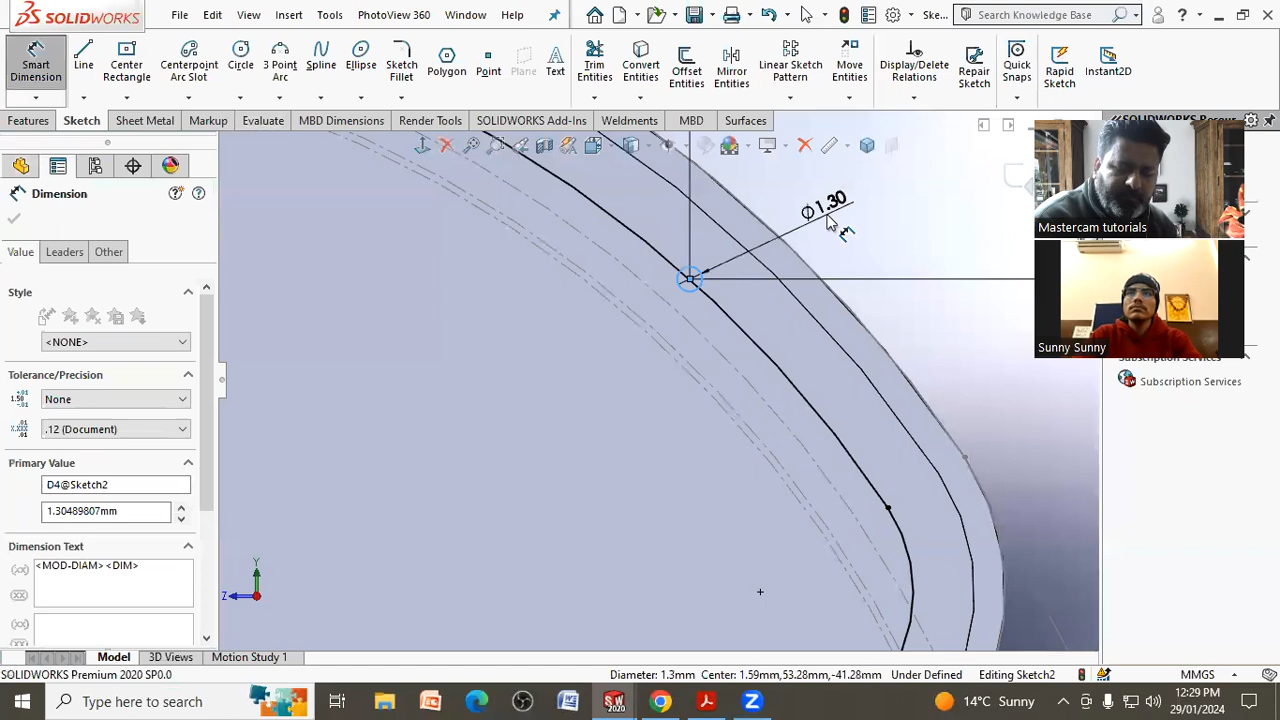 SOLIDWORKS File Edit View Insert Tools PhotoView 360 Window Help Ske... Search Knowledge Base ?
Smart Dimension Line Center Rectangle Centerpoint Arc Slot Circle 3 Point Arc Spline Ellipse Sketch Fillet Polygon Point Plane Text Trim Entities Convert Entities Offset Entities Mirror Entities Linear Sketch Pattern Move Entities Display/Delete Relations Repair Sketch Quick Snaps Rapid Sketch Instant2D
Features Sketch Sheet Metal Markup Evaluate MBD Dimensions Render Tools SOLIDWORKS Add-Ins Weldments MBD Surfaces
Dimension
Value Leaders Other
Style
<NONE>
Tolerance/Precision
None
.12 (Document)
Primary Value
D4@Sketch2
1.30489807mm
Dimension Text
<MOD-DIAM><DIM>
∅1.30
Y
Z
Mastercam tutorials
Sunny Sunny
Subscription Services
Model 3D Views Motion Study 1
SOLIDWORKS Premium 2020 SP0.0 Diameter: 1.3mm Center: 1.59mm,53.28mm,-41.28mm Under Defined Editing Sketch2 MMGS
Type here to search 14°C Sunny 12:29 PM
29/01/2024